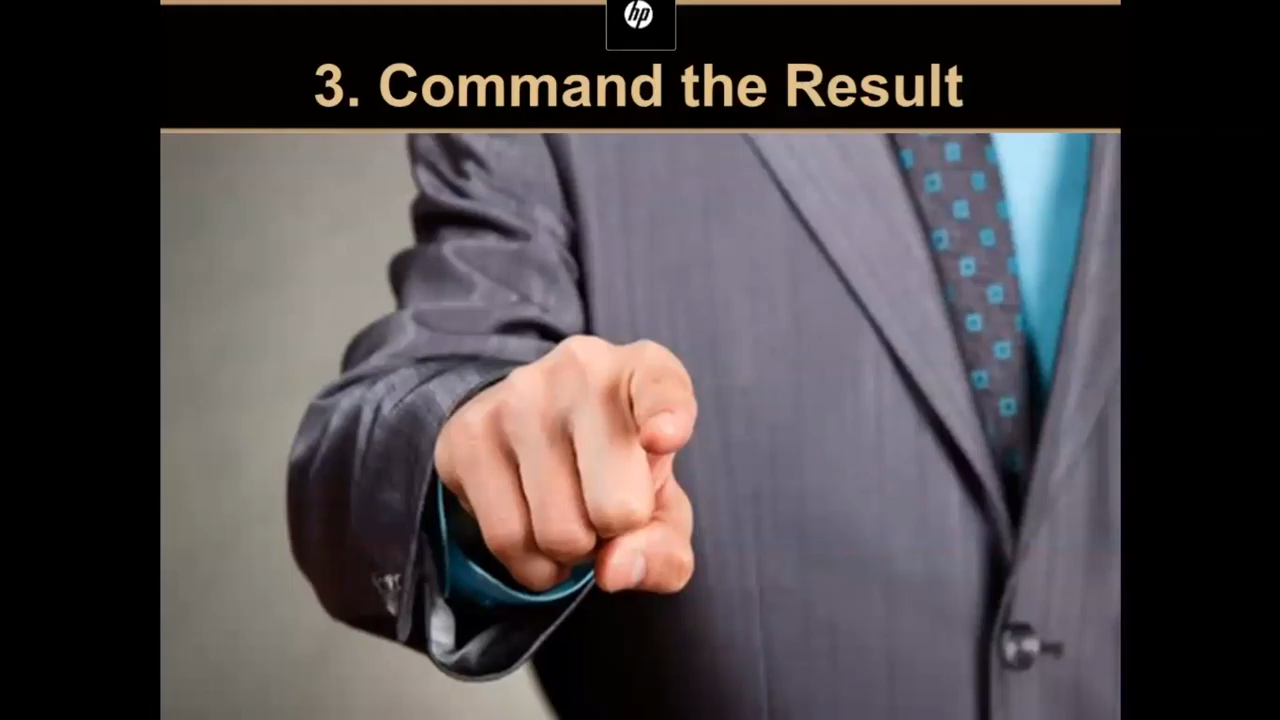 hp
3. Command the Result